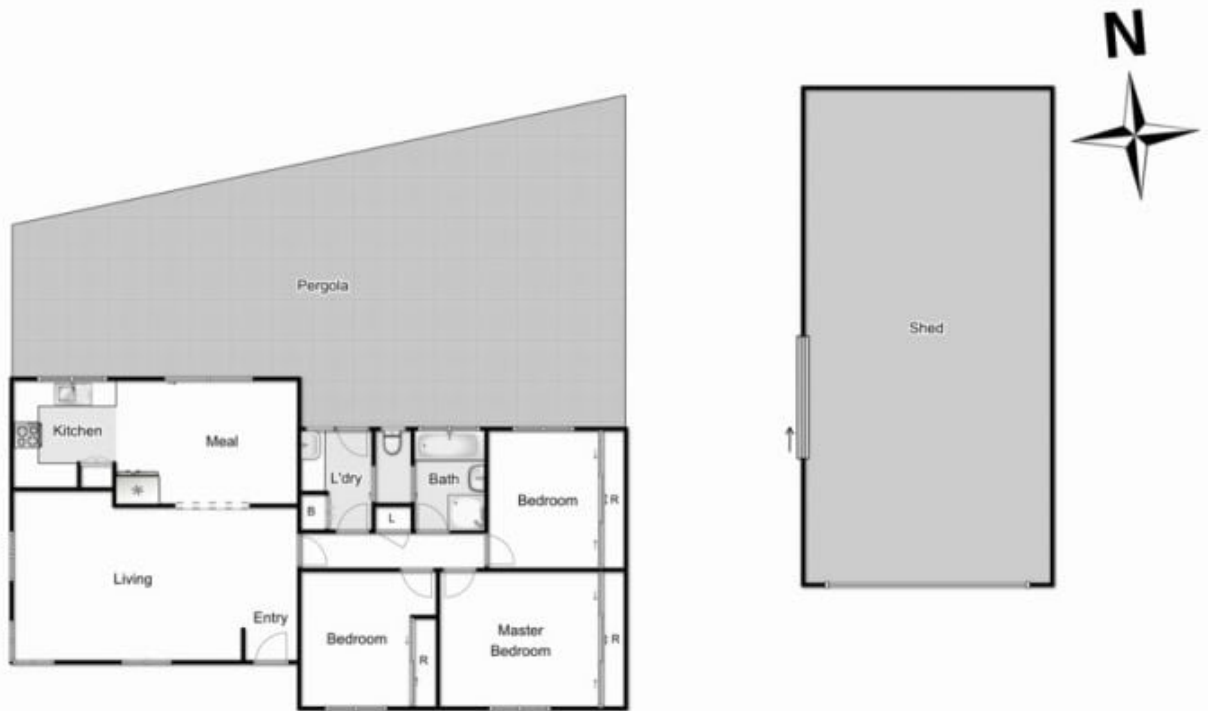 N
Pergola
Shed
Kitchen
Meal
L'dry
Bath
Bedroom
R
B
L
Living
Entry
Bedroom
R
Master
Bedroom
R